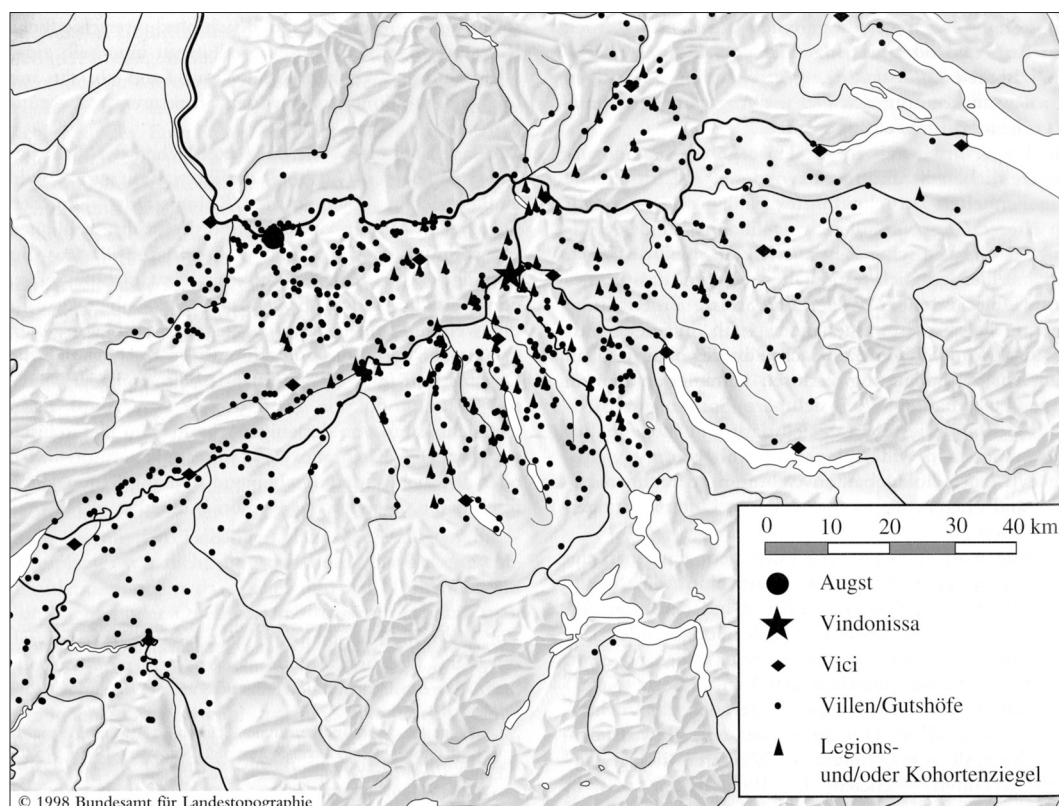 0 10 20 30 40 km
Augst
Vindonissa
Vici
Villen/Gutshöfe
Legions-
und/oder Kohortenziegel
© 1998 Bundesamt für Landestopographie